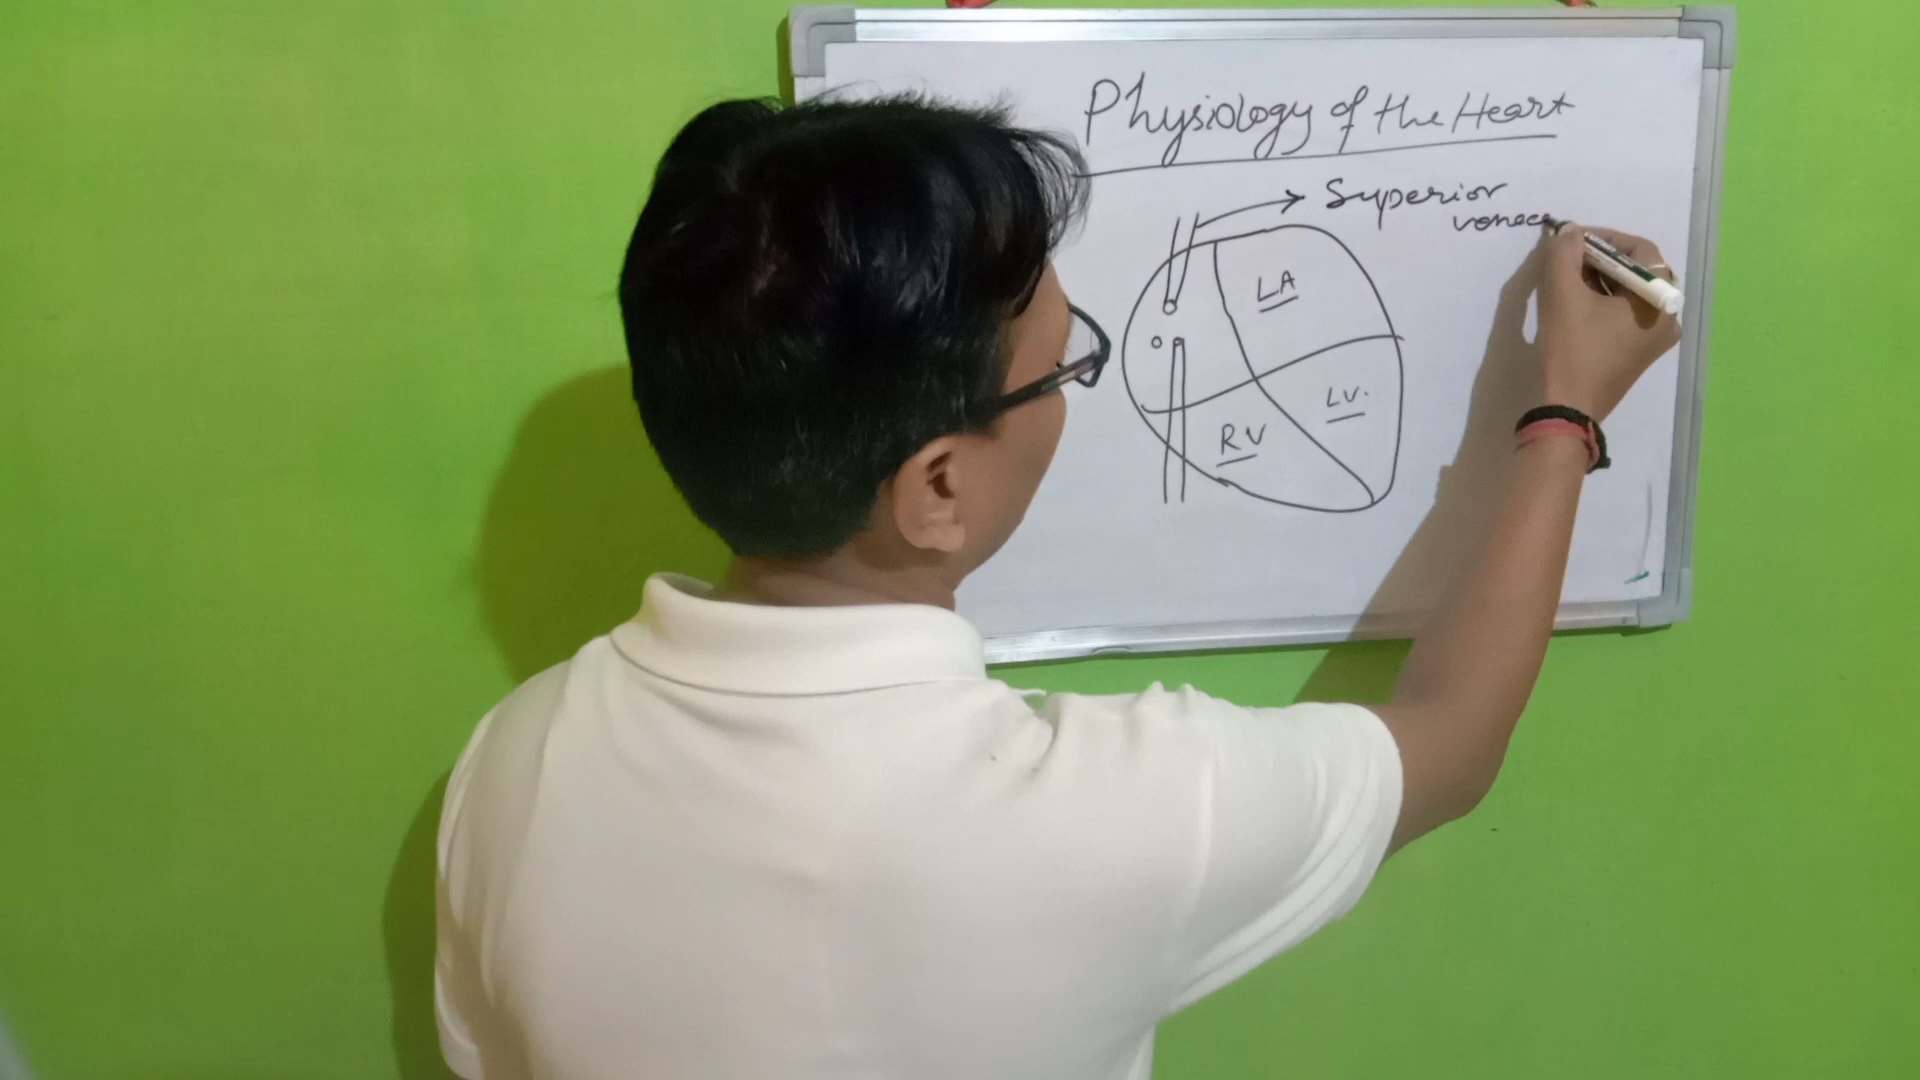 Physiology of the Heart
Superior
LA
LV.
RV